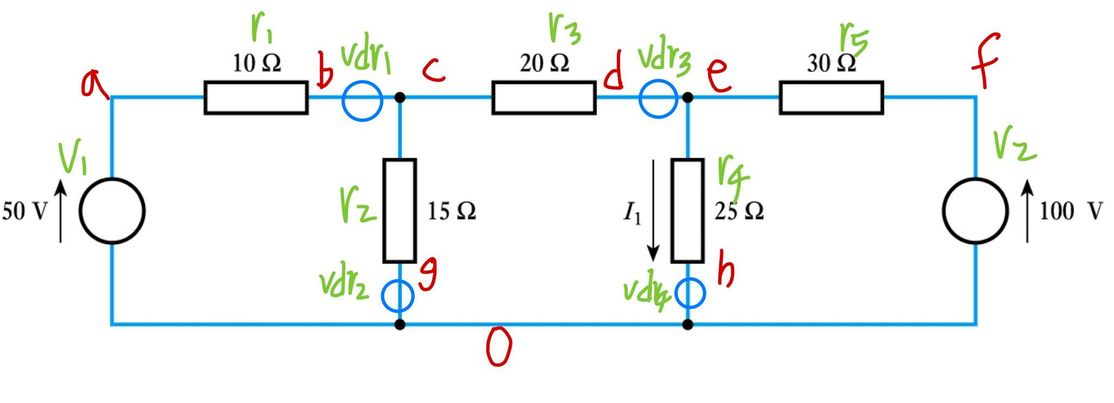 r1 r3 r5
10 Ω b vdr1 c 20 Ω d vdr3 e 30 Ω f
a
V1 r4 V2
50 V r2 15 Ω I1 25 Ω 100 V
vdr2 g vdr4 h
O